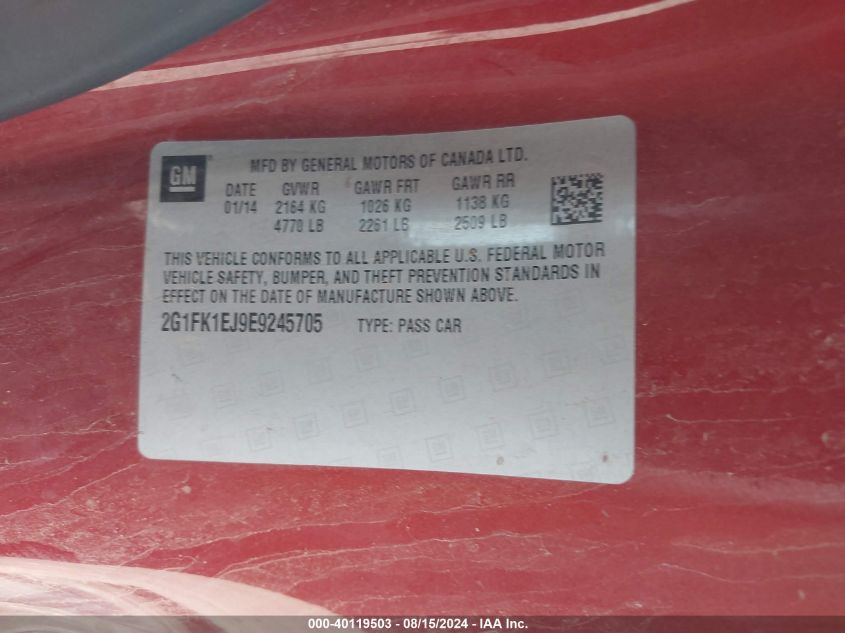 GM
MFD BY GENERAL MOTORS OF CANADA LTD.
DATE GVWR GAWR FRT GAWR RR
01/14 2164 KG 1026 KG 1138 KG
4770 LB 2261 LB 2509 LB
THIS VEHICLE CONFORMS TO ALL APPLICABLE U.S. FEDERAL MOTOR
VEHICLE SAFETY, BUMPER, AND THEFT PREVENTION STANDARDS IN
EFFECT ON THE DATE OF MANUFACTURE SHOWN ABOVE.
2G1FK1EJ9E9245705 TYPE: PASS CAR
000-40119503 - 08/15/2024 - IAA Inc.